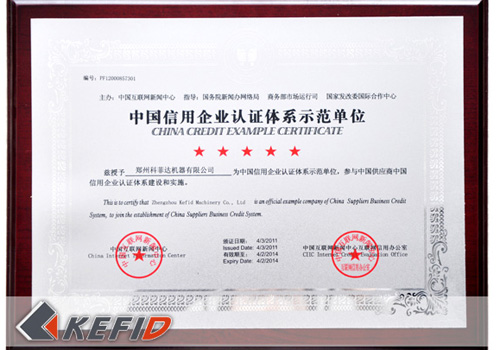 编号: PF12000857301
主办: 中国互联网新闻中心 指导: 国务院新闻办网络局 商务部市场运行司 国家发改委国际合作中心
中国信用企业认证体系示范单位
CHINA CREDIT EXAMPLE CERTIFICATE
兹授予 郑州科菲达机器有限公司 为中国信用企业认证体系示范单位，参与中国供应商中国
信用企业认证体系建设和实施。
This is to certify that Zhengzhou Kefid Machinery Co., Ltd is an official example company of China Suppliers Business Credit
System, to join the establishment of China Suppliers Business Credit System.
中国互联网新闻中心
China Internet Information Center
颁证日期: 4/3/2011
Issued Date: 4/3/2011
有效期至: 4/2/2014
Expiry Date: 4/2/2014
中国互联网新闻中心互联网信用办公室
CIIC Internet Credit Evaluation Office
KEFID